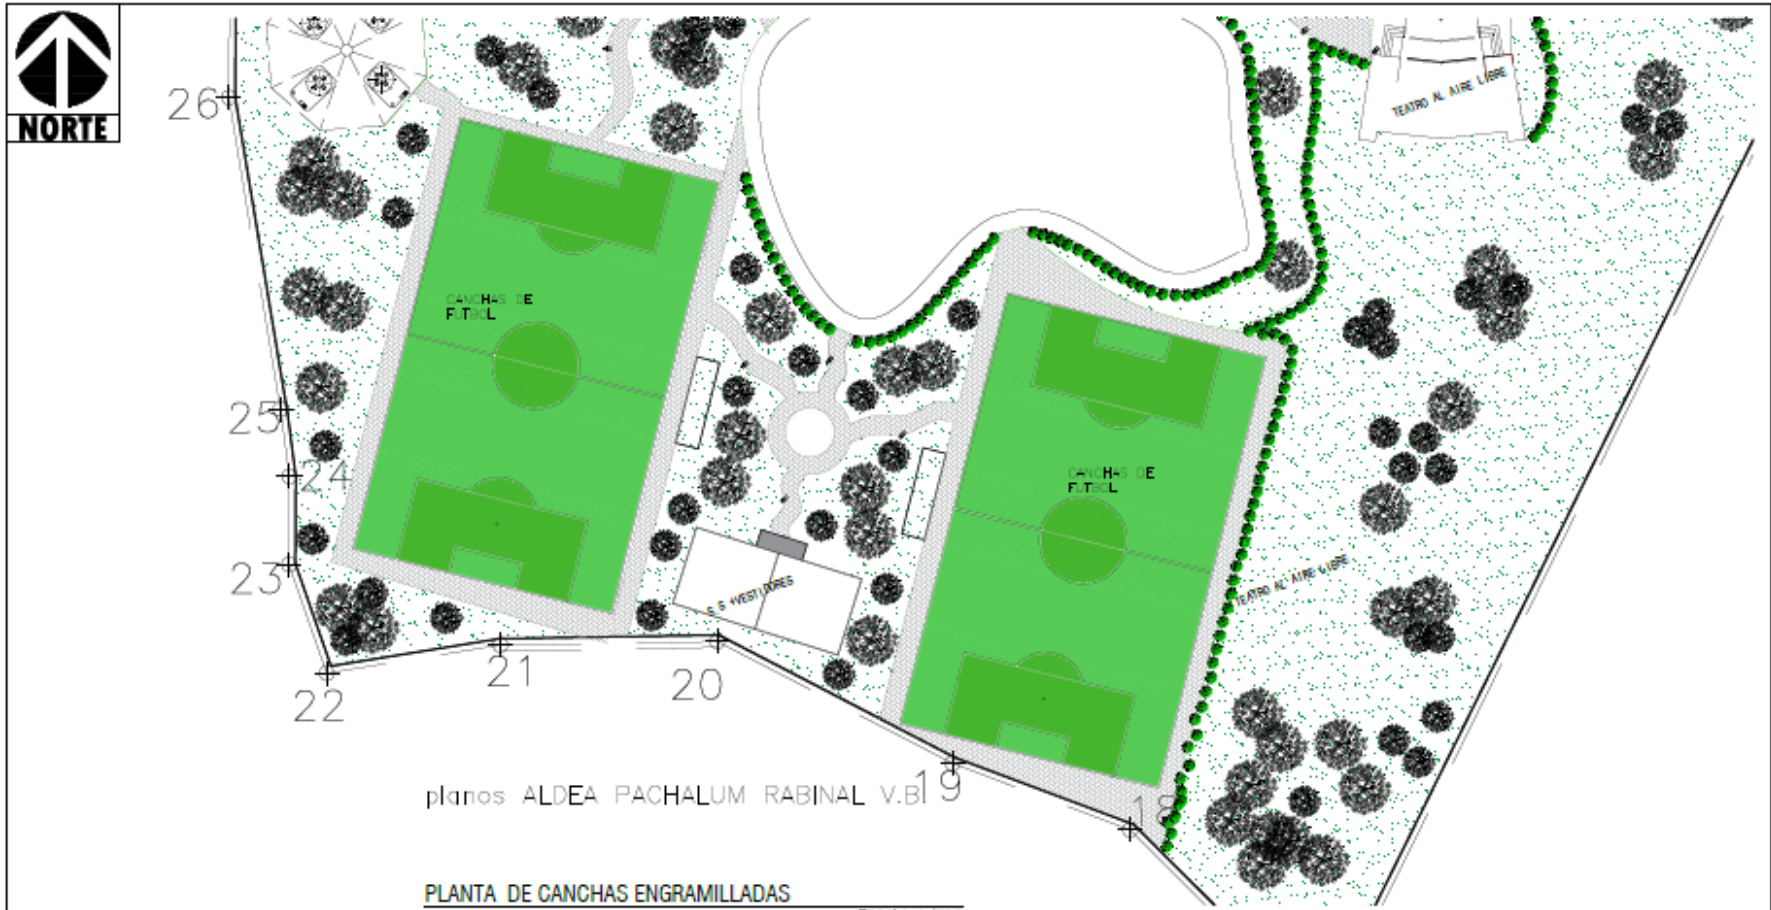 NORTE
26
TEATRO AL AIRE LIBRE
CANCHAS DE
FUTBOL
25
24
CANCHAS DE
FUTBOL
23
S.S +VESTIDORES
TEATRO AL AIRE LIBRE
21
20
22
19
18
planos ALDEA PACHALUM RABINAL V.B.
PLANTA DE CANCHAS ENGRAMILLADAS